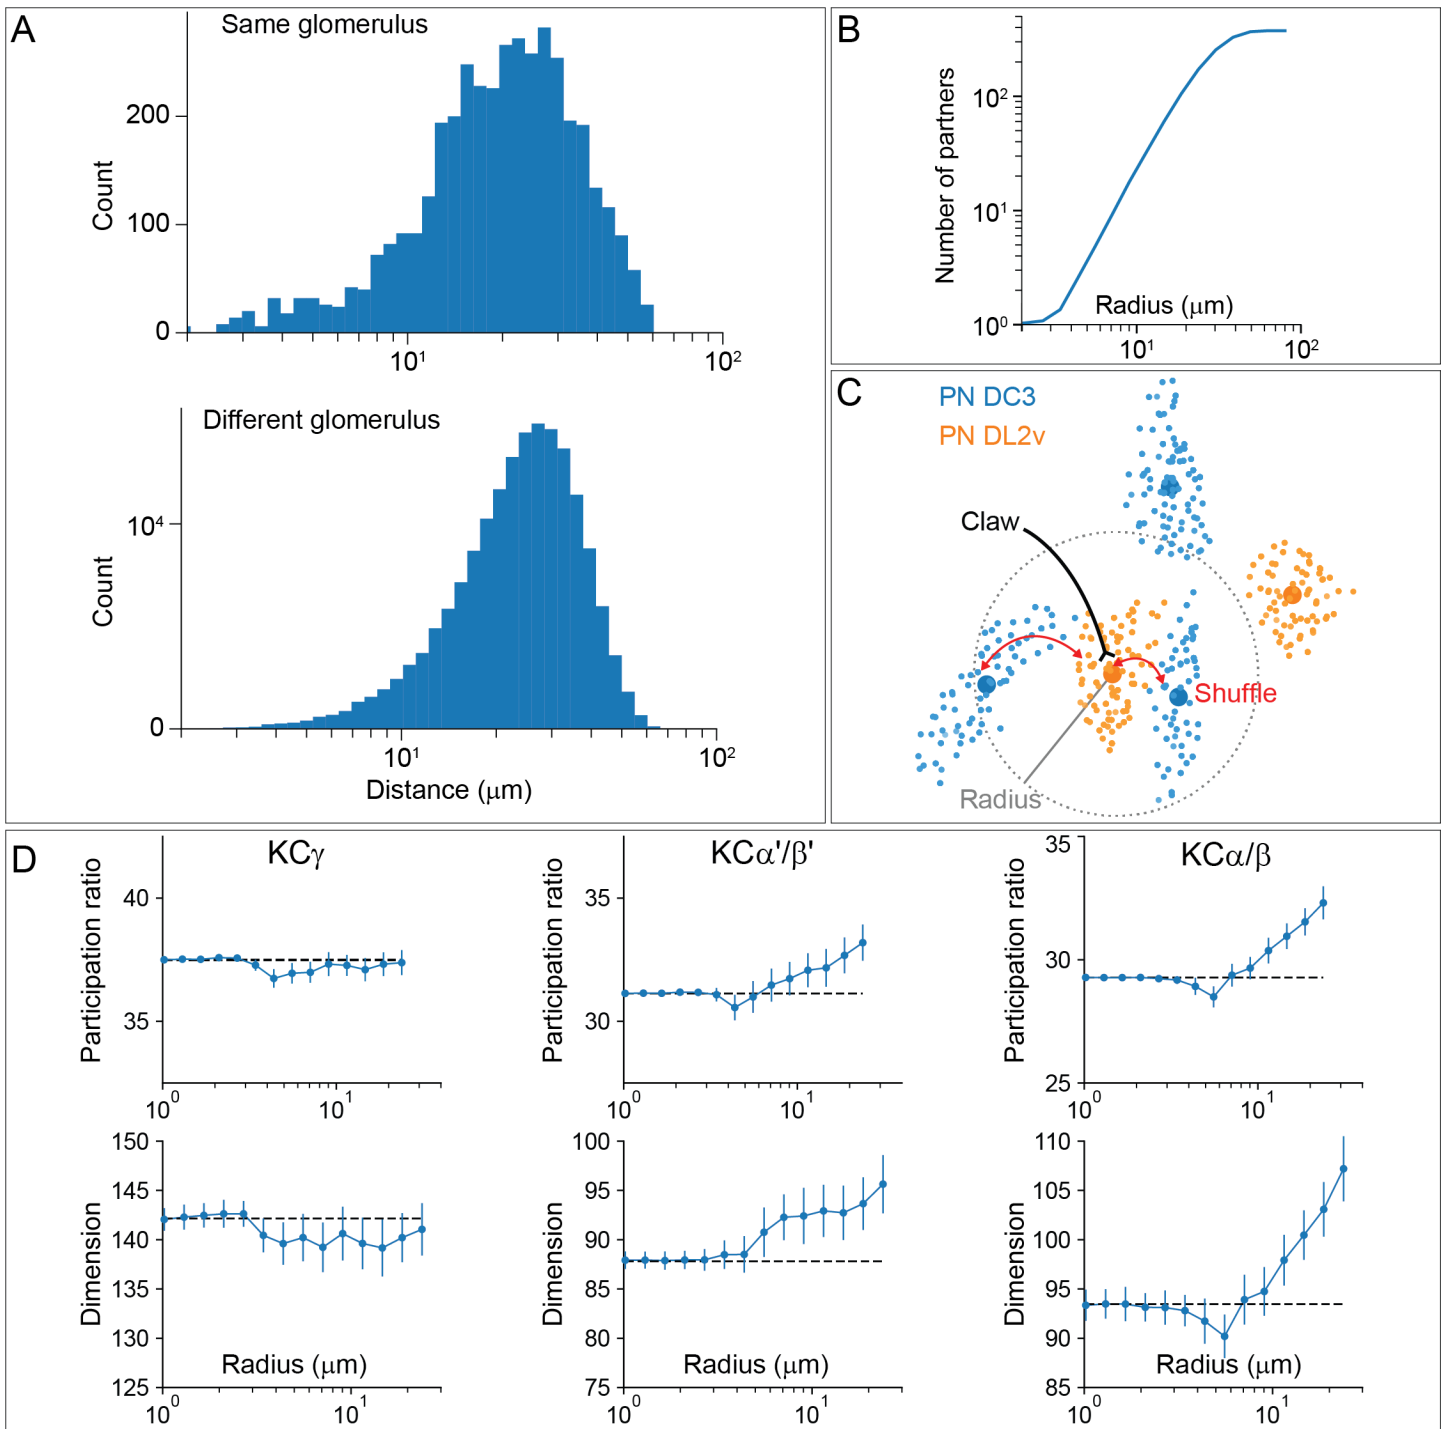 A
Same glomerulus
Count
200
100
0
10¹
10²
Different glomerulus
Count
10⁴
0
10¹
10²
Distance (μm)
B
Number of partners
10²
10¹
10⁰
Radius (μm)
10¹
10²
C
PN DC3
PN DL2v
Claw
Shuffle
Radius
D
KCγ
Participation ratio
40
35
10⁰
10¹
KCα'/β'
Participation ratio
35
30
10⁰
10¹
KCα/β
Participation ratio
35
30
25
10⁰
10¹
Dimension
150
145
140
135
130
125
Radius (μm)
10⁰
10¹
Dimension
100
95
90
85
80
75
Radius (μm)
10⁰
10¹
Dimension
110
105
100
95
90
85
Radius (μm)
10⁰
10¹